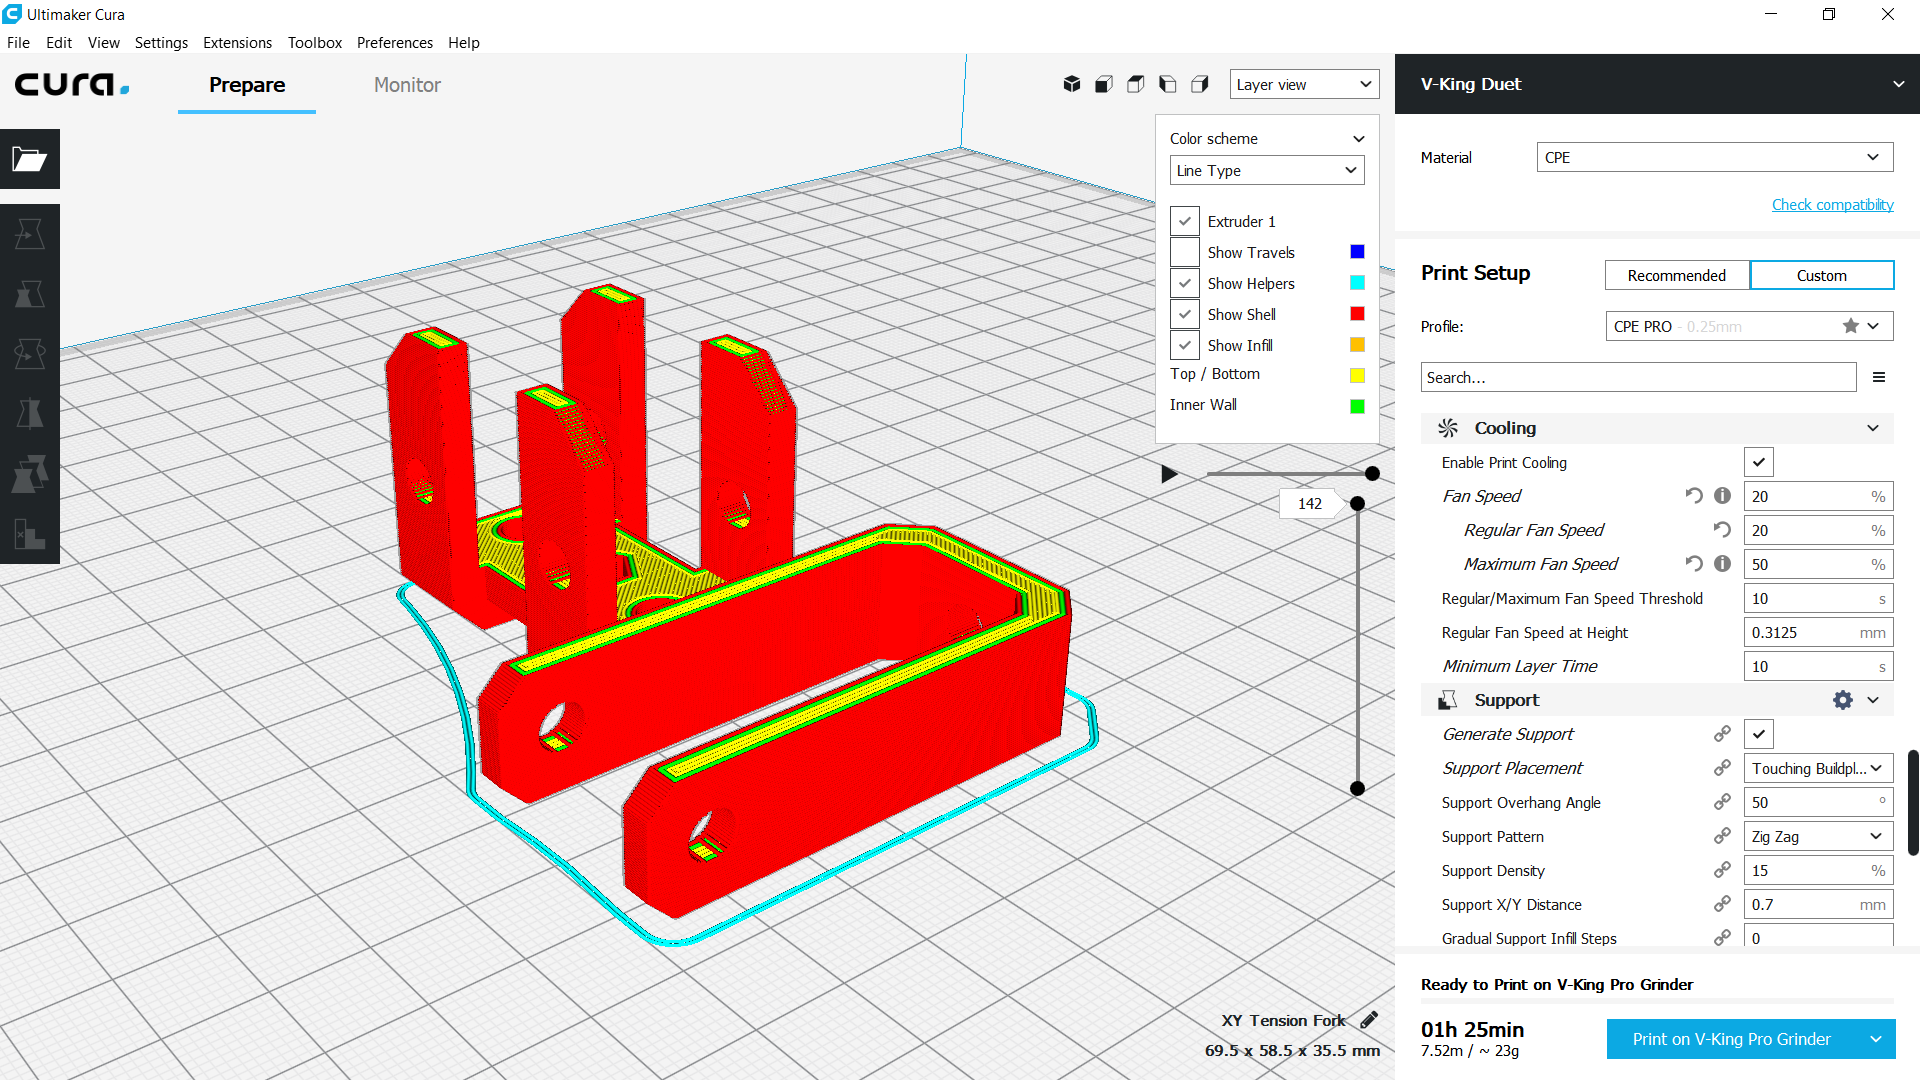 Ultimaker Cura
File Edit View Settings Extensions Toolbox Preferences Help
cura.
Prepare
Monitor
Layer view
Color scheme
Line Type
Extruder 1
Show Travels
Show Helpers
Show Shell
Show Infill
Top / Bottom
Inner Wall
142
XY Tension Fork
69.5 x 58.5 x 35.5 mm
V-King Duet
Material CPE
Check compatibility
Print Setup Recommended Custom
Profile: CPE PRO - 0.25mm
Search...
Cooling
Enable Print Cooling
Fan Speed 20 %
Regular Fan Speed 20 %
Maximum Fan Speed 50 %
Regular/Maximum Fan Speed Threshold 10 s
Regular Fan Speed at Height 0.3125 mm
Minimum Layer Time 10 s
Support
Generate Support
Support Placement Touching Buildpl...
Support Overhang Angle 50 °
Support Pattern Zig Zag
Support Density 15 %
Support X/Y Distance 0.7 mm
Gradual Support Infill Steps 0
Ready to Print on V-King Pro Grinder
01h 25min
7.52m / ~ 23g
Print on V-King Pro Grinder